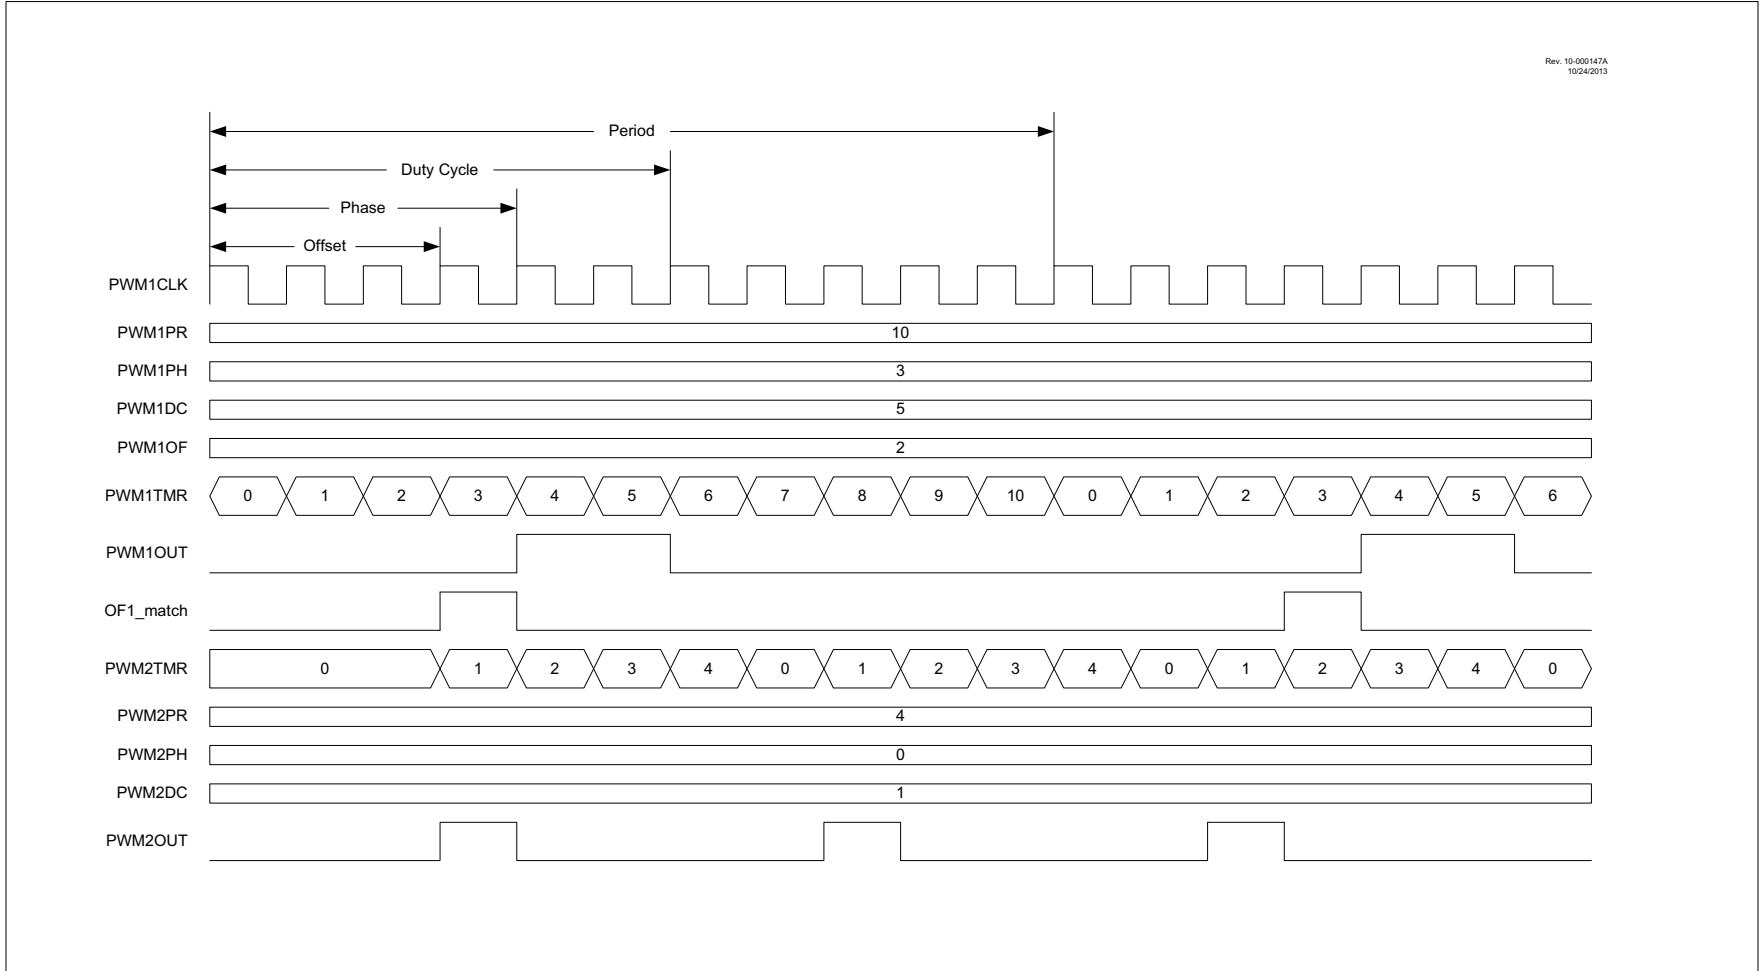 Rev. 10-000147A
10/24/2013
Period
Duty Cycle
Phase
Offset
PWM1CLK
PWM1PR 10
PWM1PH 3
PWM1DC 5
PWM1OF 2
PWM1TMR 0 1 2 3 4 5 6 7 8 9 10 0 1 2 3 4 5 6
PWM1OUT
OF1_match
PWM2TMR 0 1 2 3 4 0 1 2 3 4 0 1 2 3 4 0
PWM2PR 4
PWM2PH 0
PWM2DC 1
PWM2OUT